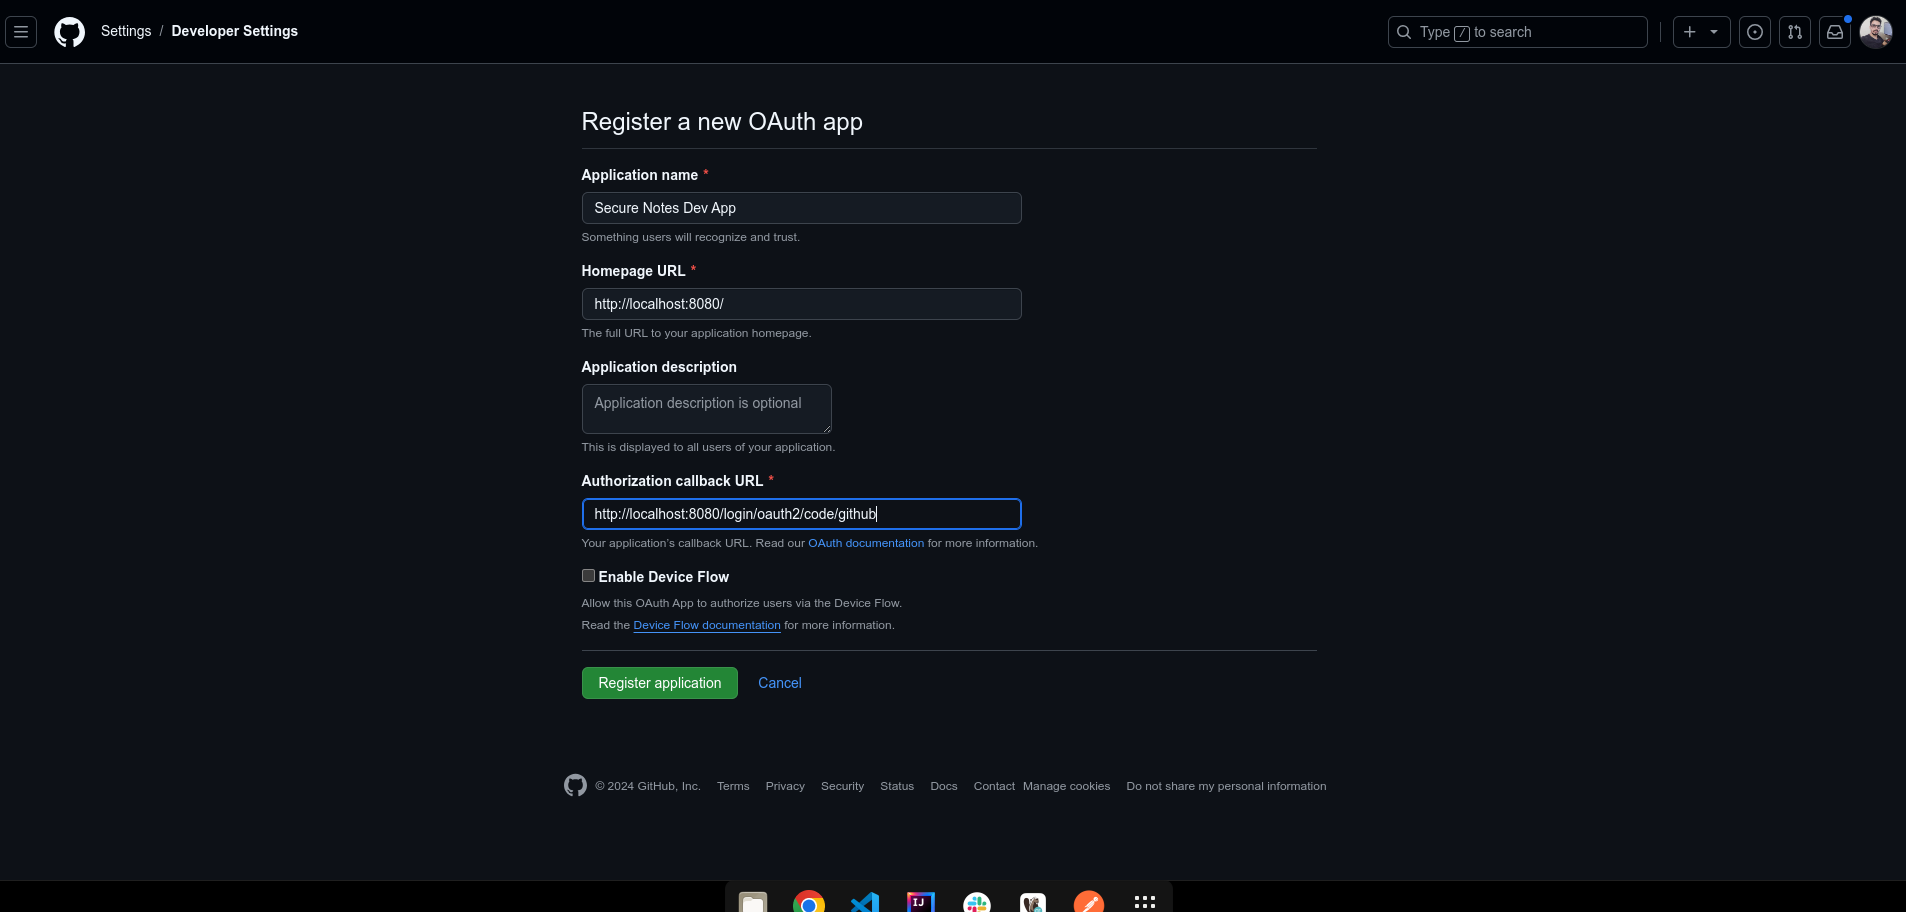 Settings / Developer Settings
Type / to search
Register a new OAuth app
Application name *
Secure Notes Dev App
Something users will recognize and trust.
Homepage URL *
http://localhost:8080/
The full URL to your application homepage.
Application description
Application description is optional
This is displayed to all users of your application.
Authorization callback URL *
http://localhost:8080/login/oauth2/code/github
Your application's callback URL. Read our OAuth documentation for more information.
Enable Device Flow
Allow this OAuth App to authorize users via the Device Flow.
Read the Device Flow documentation for more information.
Register application Cancel
© 2024 GitHub, Inc. Terms Privacy Security Status Docs Contact Manage cookies Do not share my personal information
IJ